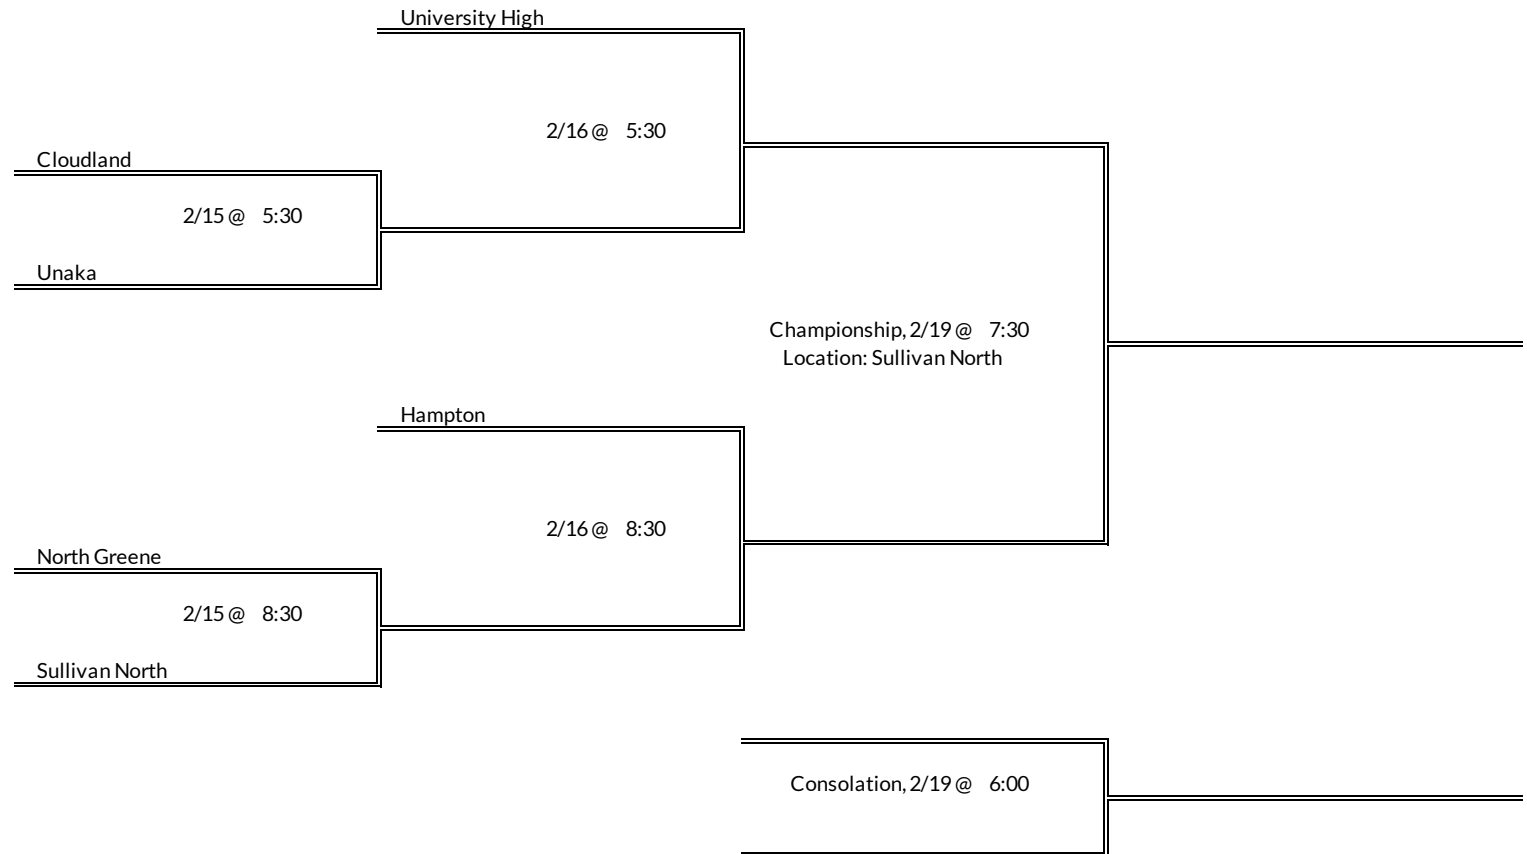 University High
2/16 @ 5:30
Cloudland
2/15 @ 5:30
Unaka
Championship, 2/19 @ 7:30
Location: Sullivan North
Hampton
2/16 @ 8:30
North Greene
2/15 @ 8:30
Sullivan North
Consolation, 2/19 @ 6:00